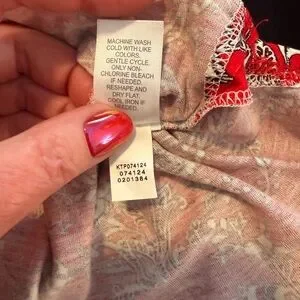 MACHINE WASH
COLD WITH LIKE
COLORS.
GENTLE CYCLE.
ONLY NON-
CHLORINE BLEACH
IF NEEDED.
RESHAPE AND
DRY FLAT.
COOL IRON IF
NEEDED.
KTP074124
074124
0201384